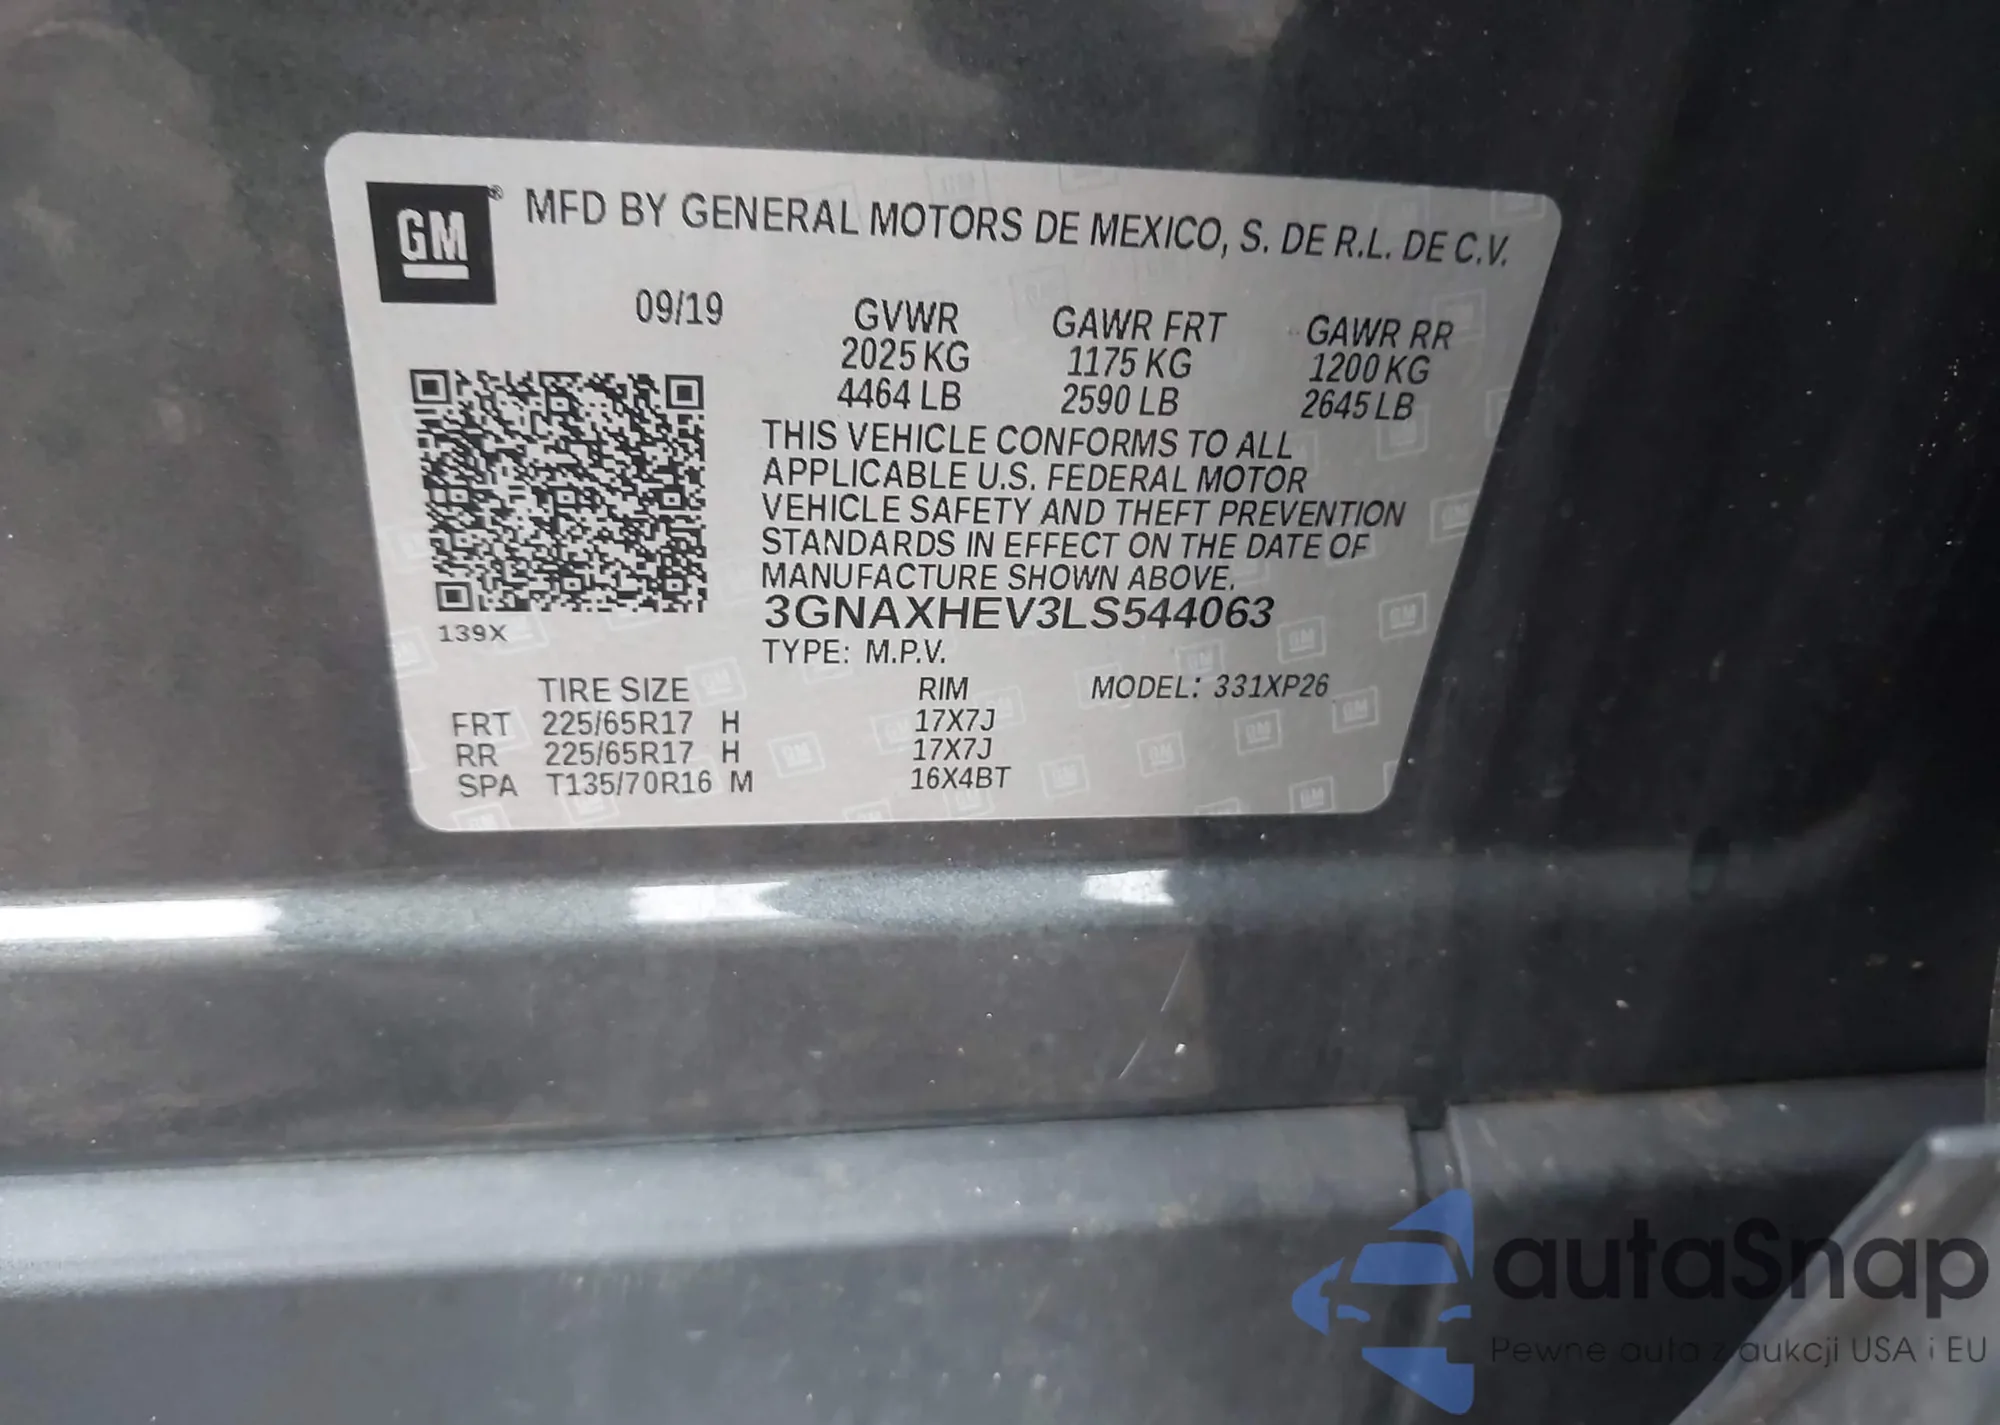 GM ® MFD BY GENERAL MOTORS DE MEXICO, S. DE R.L. DE C.V.
09/19 GVWR GAWR FRT GAWR RR
2025 KG 1175 KG 1200 KG
4464 LB 2590 LB 2645 LB
THIS VEHICLE CONFORMS TO ALL
APPLICABLE U.S. FEDERAL MOTOR
VEHICLE SAFETY AND THEFT PREVENTION
STANDARDS IN EFFECT ON THE DATE OF
MANUFACTURE SHOWN ABOVE.
3GNAXHEV3LS544063
139X
TYPE: M.P.V.
TIRE SIZE RIM MODEL: 331XP26
FRT 225/65R17 H 17X7J
RR 225/65R17 H 17X7J
SPA T135/70R16 M 16X4BT
autaSnap
Pewne auta z aukcji USA i EU